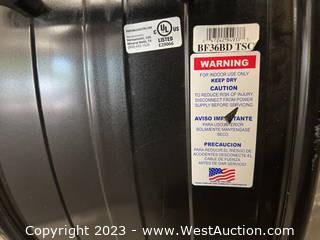 c UL us
LISTED
E29066
BF36BD TSC
WARNING
FOR INDOOR USE ONLY
KEEP DRY
CAUTION
TO REDUCE RISK OF INJURY
DISCONNECT FROM POWER
SUPPLY BEFORE SERVICING.
AVISO IMPORTANTE
PARA USO INTERIOR
SOLAMENTE MANTENGASE
SECO.
PRECAUCION
PARA REDUCIR EL RIESGO DE
ACCIDENTES DESCONECTE EL
CABLE DE FUERZA
ANTES DE DAR SERVICIO.
Copyright 2023 - WestAuction.com